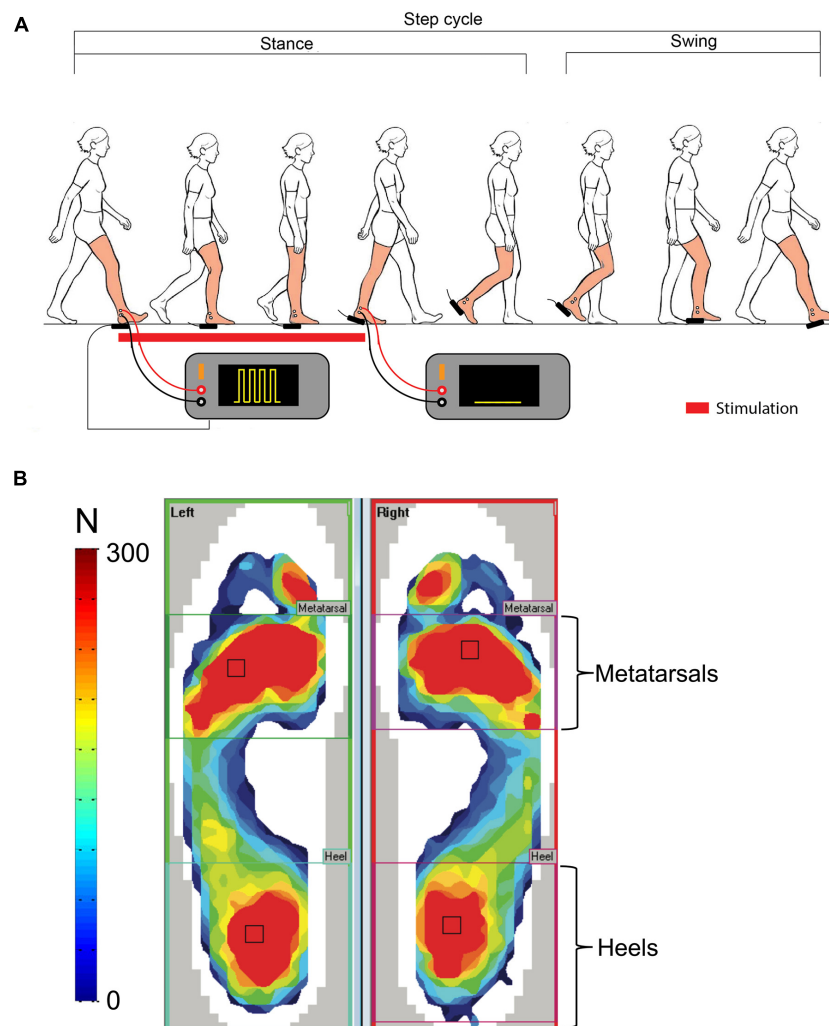 A
Step cycle
Stance
Swing
Stimulation
B
N
300
0
Left
Right
Metatarsal
Metatarsal
Metatarsals
Heel
Heel
Heels